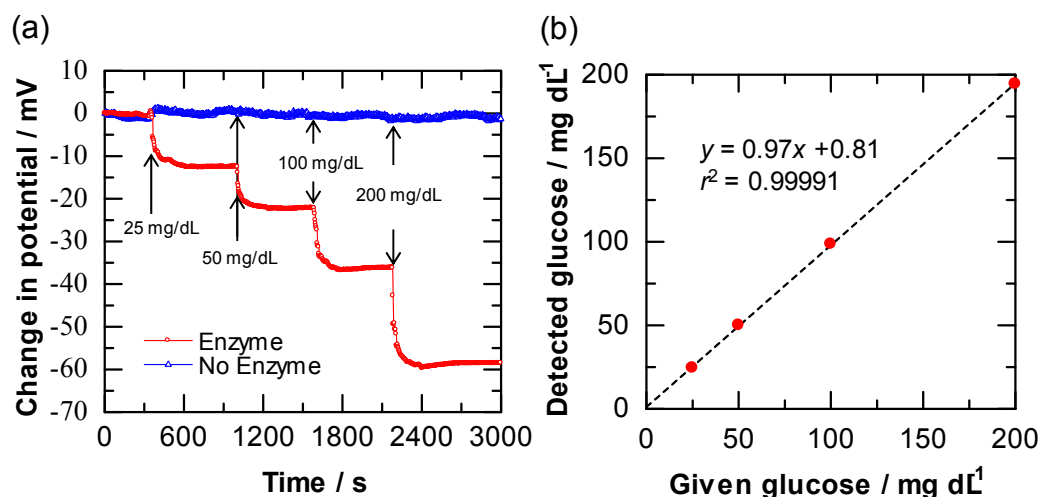 (a)
10
0
-10
-20
-30
-40
-50
-60
-70
Change in potential / mV
25 mg/dL
50 mg/dL
100 mg/dL
200 mg/dL
Enzyme
No Enzyme
0 600 1200 1800 2400 3000
Time / s
(b)
200
150
100
50
0
Detected glucose / mg dL-1
y = 0.97x +0.81
r² = 0.99991
0 50 100 150 200
Given glucose / mg dL-1